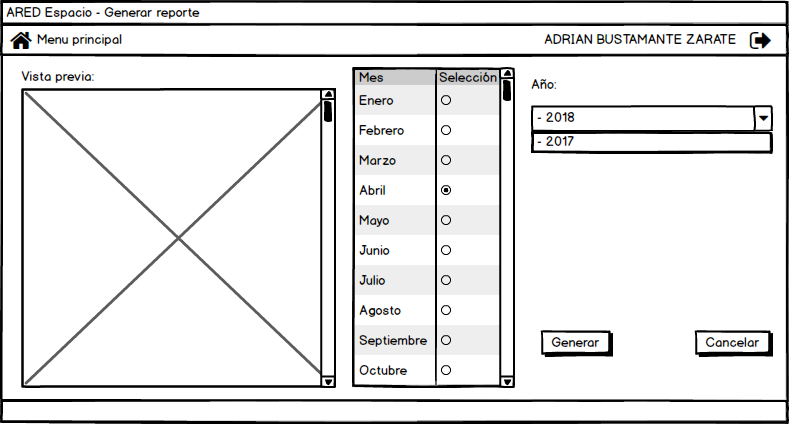 ARED Espacio - Generar reporte
Menu principal
ADRIAN BUSTAMANTE ZARATE
Vista previa:
Mes Selección
Enero
Febrero
Marzo
Abril
Mayo
Junio
Julio
Agosto
Septiembre
Octubre
Año:
- 2018
- 2017
Generar
Cancelar